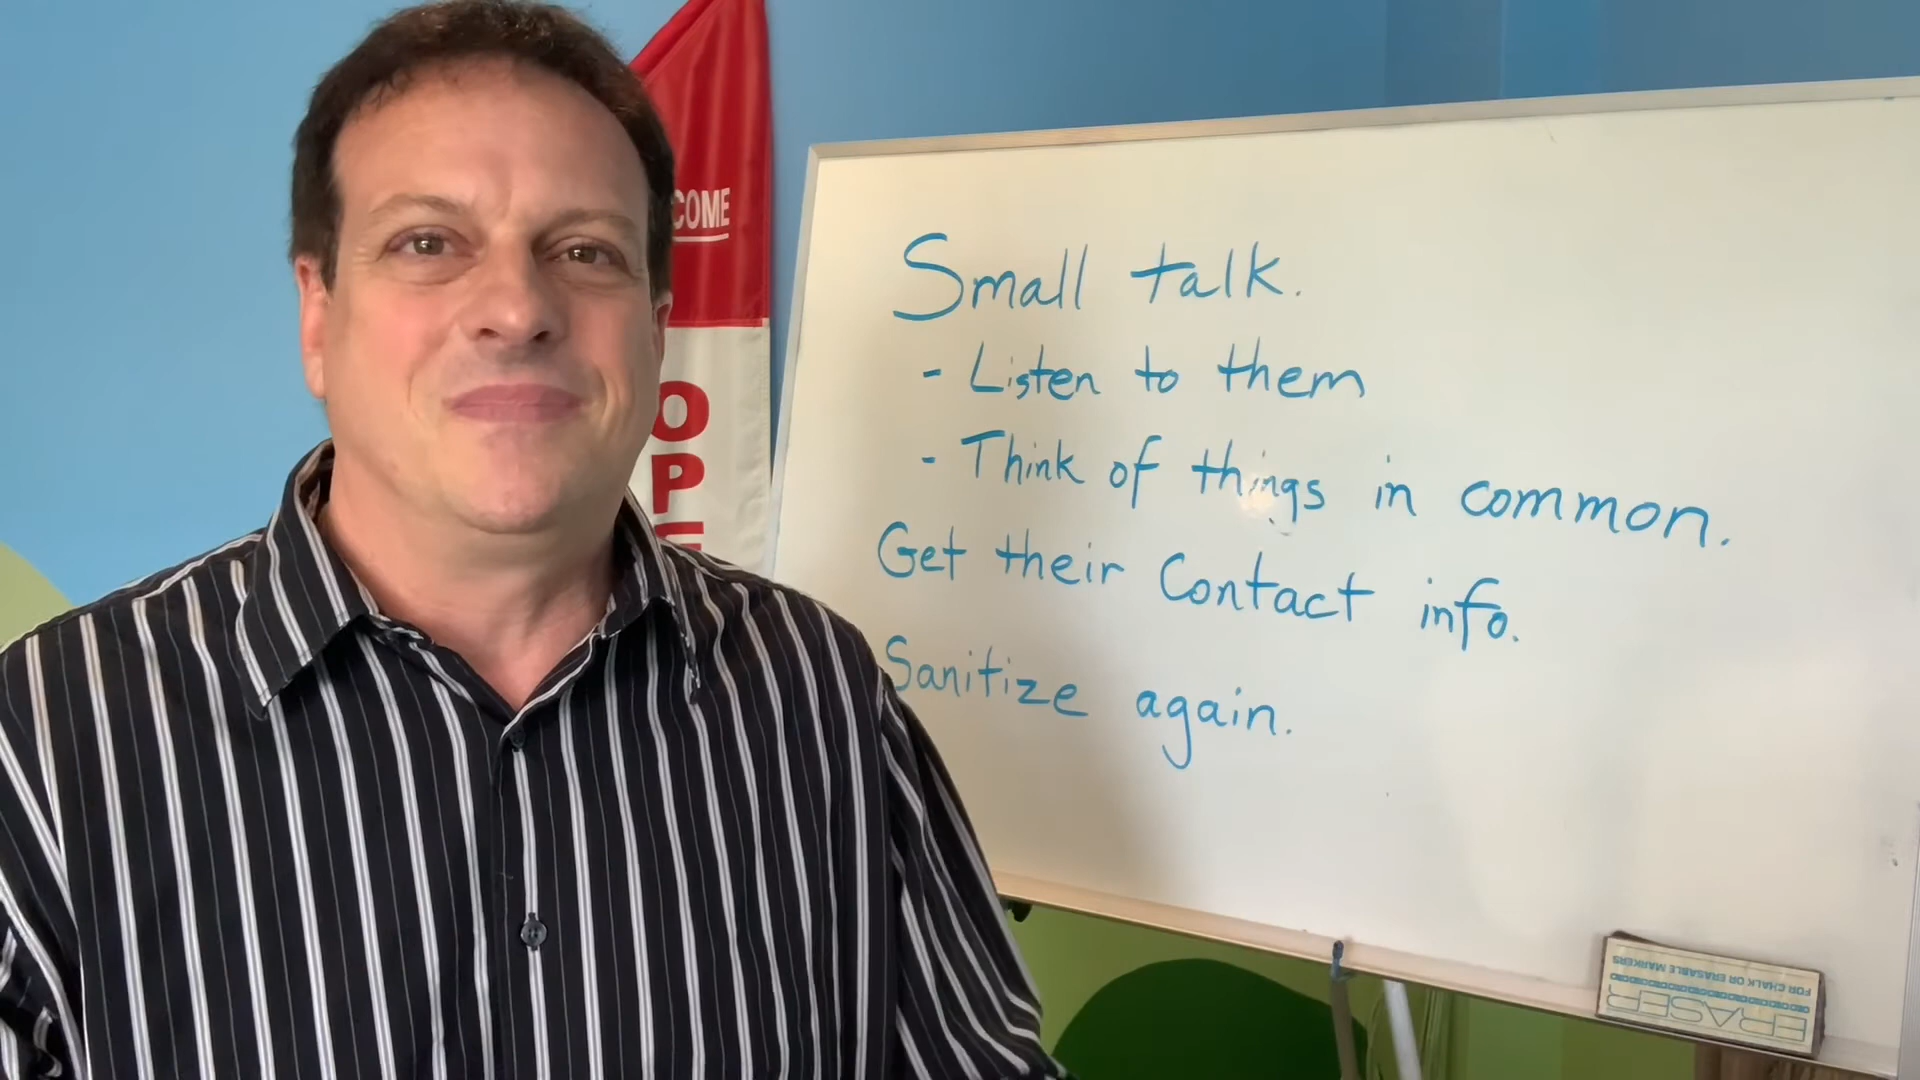 Small talk.
- Listen to them
- Think of things in common.
Get their Contact info.
Sanitize again.
COME
OPE
ERASER
FOR CHALK OR ERASABLE MARKERS